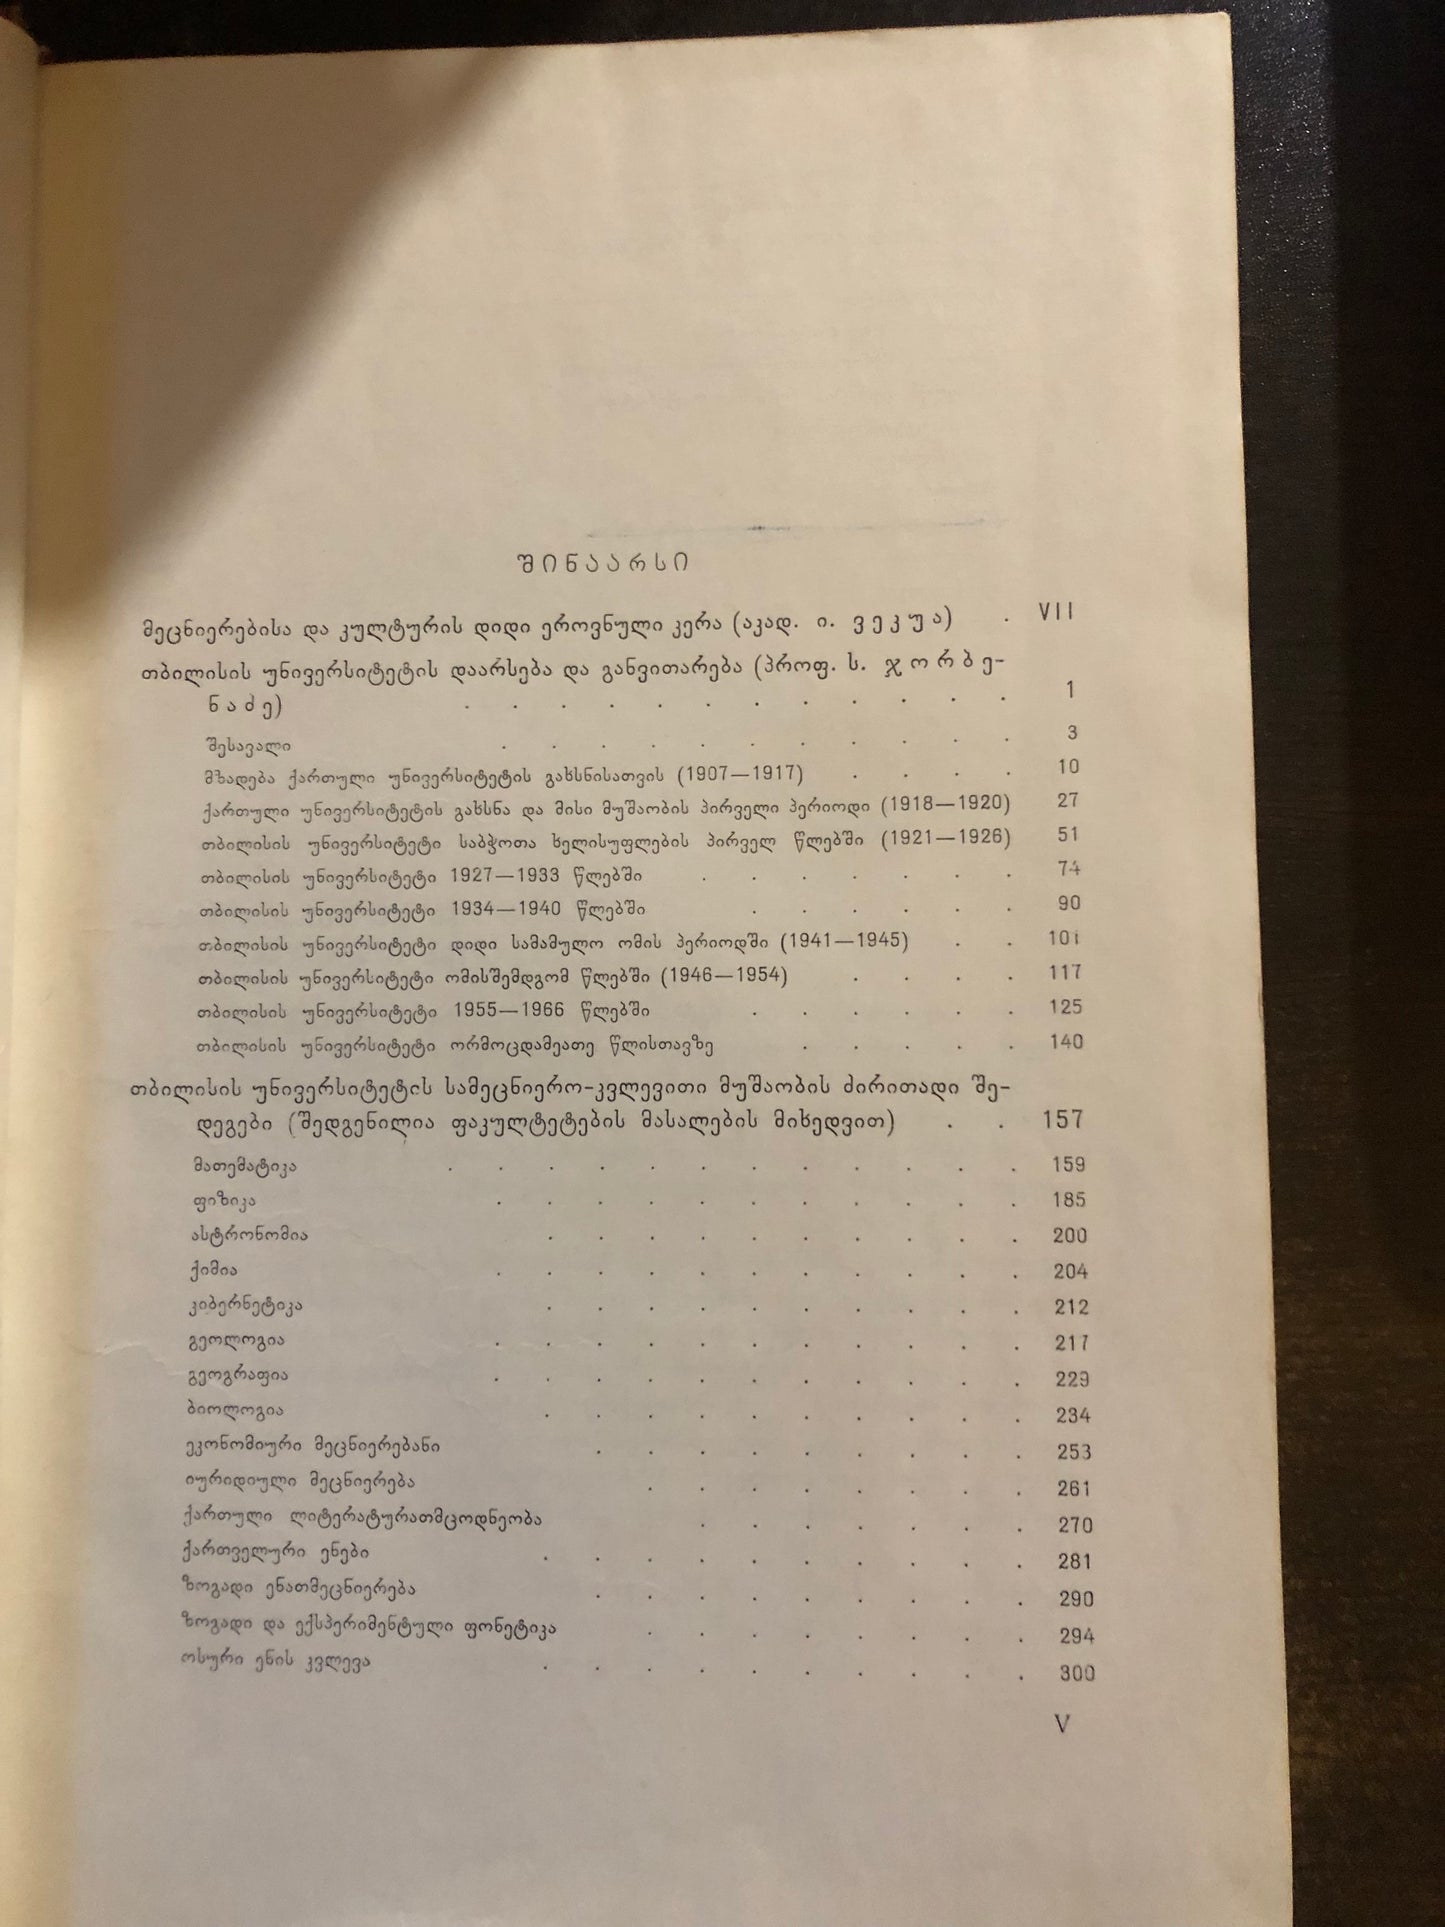 შინაარსი
მეცნიერებისა და კულტურის დიდი ეროვნული კერა (აკად. ი. ვეკუა) . VII
თბილისის უნივერსიტეტის დაარსება და განვითარება (პროფ. ს. ჯორბე-
ნაძე) . . . . . . . . . . . . 1
შესავალი . . . . . . . . . . . 3
მზადება ქართული უნივერსიტეტის გახსნისათვის (1907—1917) . . . . 10
ქართული უნივერსიტეტის გახსნა და მისი მუშაობის პირველი პერიოდი (1918—1920) 27
თბილისის უნივერსიტეტი საბჭოთა ხელისუფლების პირველ წლებში (1921—1926) 51
თბილისის უნივერსიტეტი 1927—1933 წლებში . . . . . . . 74
თბილისის უნივერსიტეტი 1934—1940 წლებში . . . . . . 90
თბილისის უნივერსიტეტი დიდი სამამულო ომის პერიოდში (1941—1945) . . 101
თბილისის უნივერსიტეტი ომისშემდგომ წლებში (1946—1954) . . . . 117
თბილისის უნივერსიტეტი 1955—1966 წლებში . . . . . . 125
თბილისის უნივერსიტეტი ორმოცდამეათე წლისთავზე . . . . . 140
თბილისის უნივერსიტეტის სამეცნიერო-კვლევითი მუშაობის ძირითადი შე-
დეგები (შედგენილია ფაკულტეტების მასალების მიხედვით) . . 157
მათემატიკა . . . . . . . . . . . . 159
ფიზიკა . . . . . . . . . . . 185
ასტრონომია . . . . . . . . . . 200
ქიმია . . . . . . . . . . . 204
კიბერნეტიკა . . . . . . . . . . 212
გეოლოგია . . . . . . . . . . . 217
გეოგრაფია . . . . . . . . . . . 229
ბიოლოგია . . . . . . . . . . 234
ეკონომიური მეცნიერებანი . . . . . . . . . 253
იურიდიული მეცნიერება . . . . . . . . 261
ქართული ლიტერატურათმცოდნეობა . . . . . . . 270
ქართველური ენები . . . . . . . . . . 281
ზოგადი ენათმეცნიერება . . . . . . . . . 290
ზოგადი და ექსპერიმენტული ფონეტიკა . . . . . . . . 294
ოსური ენის კვლევა . . . . . . . . . . 300
V